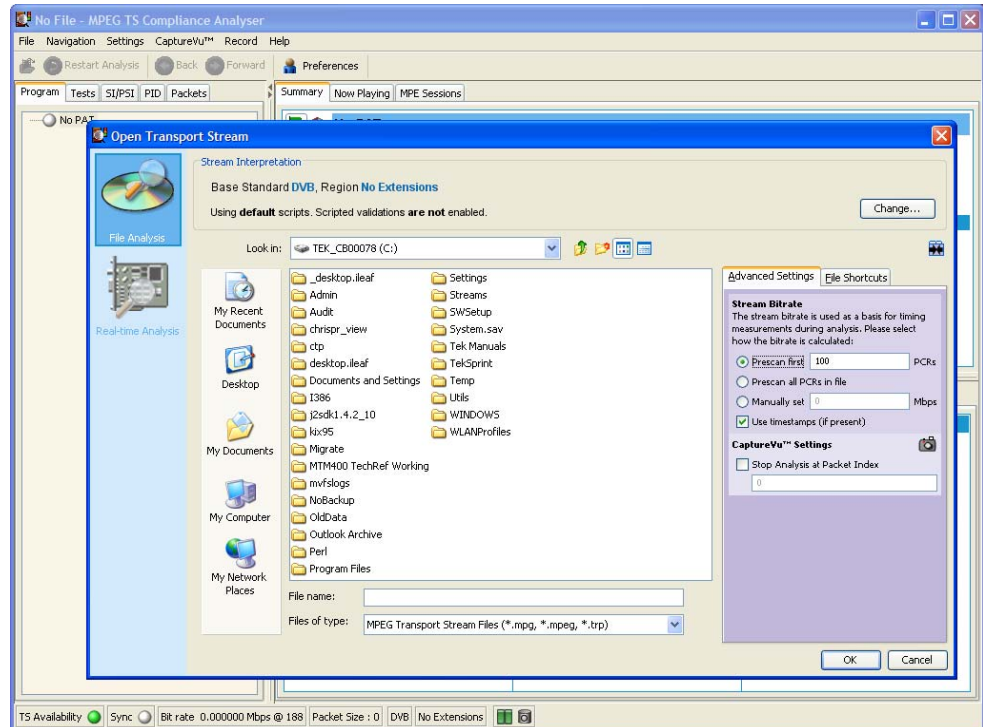 No File - MPEG TS Compliance Analyser
File Navigation Settings CaptureVu™ Record Help
Restart Analysis Back Forward Preferences
Program Tests SI/PSI PID Packets
Summary Now Playing MPE Sessions
No PAT
Open Transport Stream
File Analysis
Real-time Analysis
Stream Interpretation
Base Standard DVB, Region No Extensions
Using default scripts. Scripted validations are not enabled.
Change...
Look in: TEK_CB00078 (C:)
My Recent Documents
Desktop
My Documents
My Computer
My Network Places
_desktop.ileaf
Admin
Audit
chrispr_view
ctp
desktop.ileaf
Documents and Settings
I386
j2sdk1.4.2_10
kix95
Migrate
MTM400 TechRef Working
mvfslogs
NoBackup
OldData
Outlook Archive
Perl
Program Files
Settings
Streams
SWSetup
System.sav
Tek Manuals
TekSprint
Temp
Utils
WINDOWS
WLANProfiles
File name:
Files of type: MPEG Transport Stream Files (*.mpg, *.mpeg, *.trp)
Advanced Settings File Shortcuts
Stream Bitrate
The stream bitrate is used as a basis for timing
measurements during analysis. Please select
how the bitrate is calculated:
Prescan first 100 PCRs
Prescan all PCRs in file
Manually set 0 Mbps
Use timestamps (if present)
CaptureVu™ Settings
Stop Analysis at Packet Index
0
OK Cancel
TS Availability Sync Bit rate 0.000000 Mbps @ 188 Packet Size : 0 DVB No Extensions